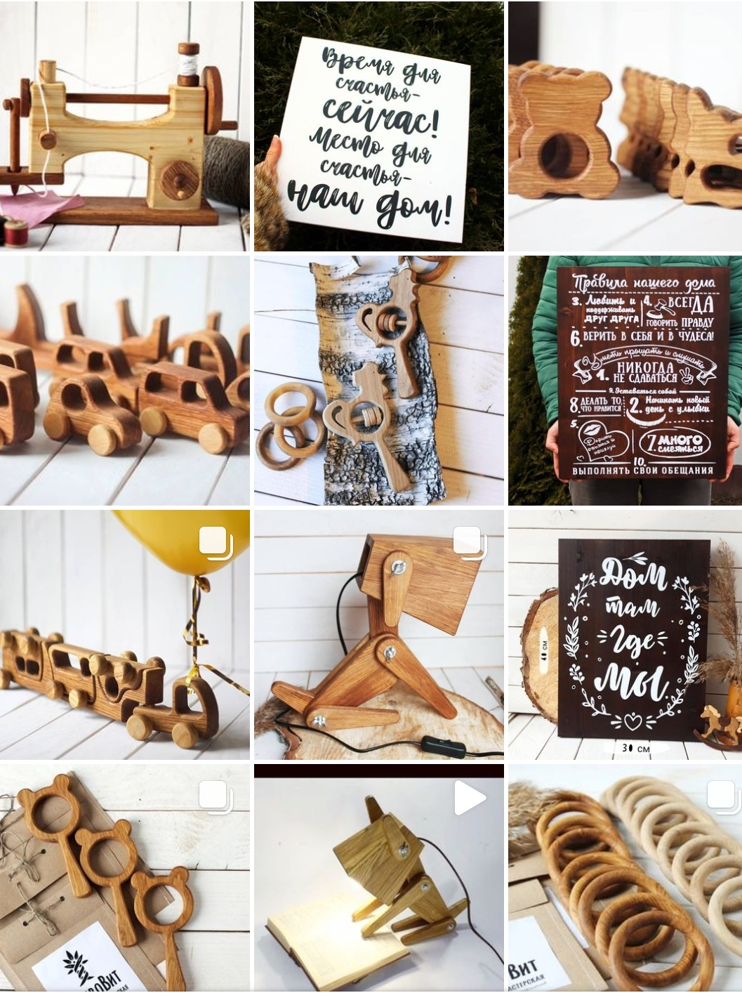 Время для
счастья-
сейчас!
Место для
счастья-
наш дом!
Правила нашего дома
3. Любить и
поддерживать
ДРУГ ДРУГА
4. ВСЕГДА
ГОВОРИТЬ ПРАВДУ
6. ВЕРИТЬ В СЕБЯ И В ЧУДЕСА!
Уметь прощать и слушать
1. НИКОГДА
НЕ СДАВАТЬСЯ
9. Оставаться собой
8. ДЕЛАТЬ ТО,
ЧТО НРАВИТСЯ
2. Начинать новый
день с улыбки
5.
Дарить
объятия и
7. МНОГО
смеяться
10.
ВЫПОЛНЯТЬ СВОИ ОБЕЩАНИЯ
Дом
там
где
мы
40 см
30 см
ОВИТ
СКАЯ
ВИТ
АСТЕРСКАЯ